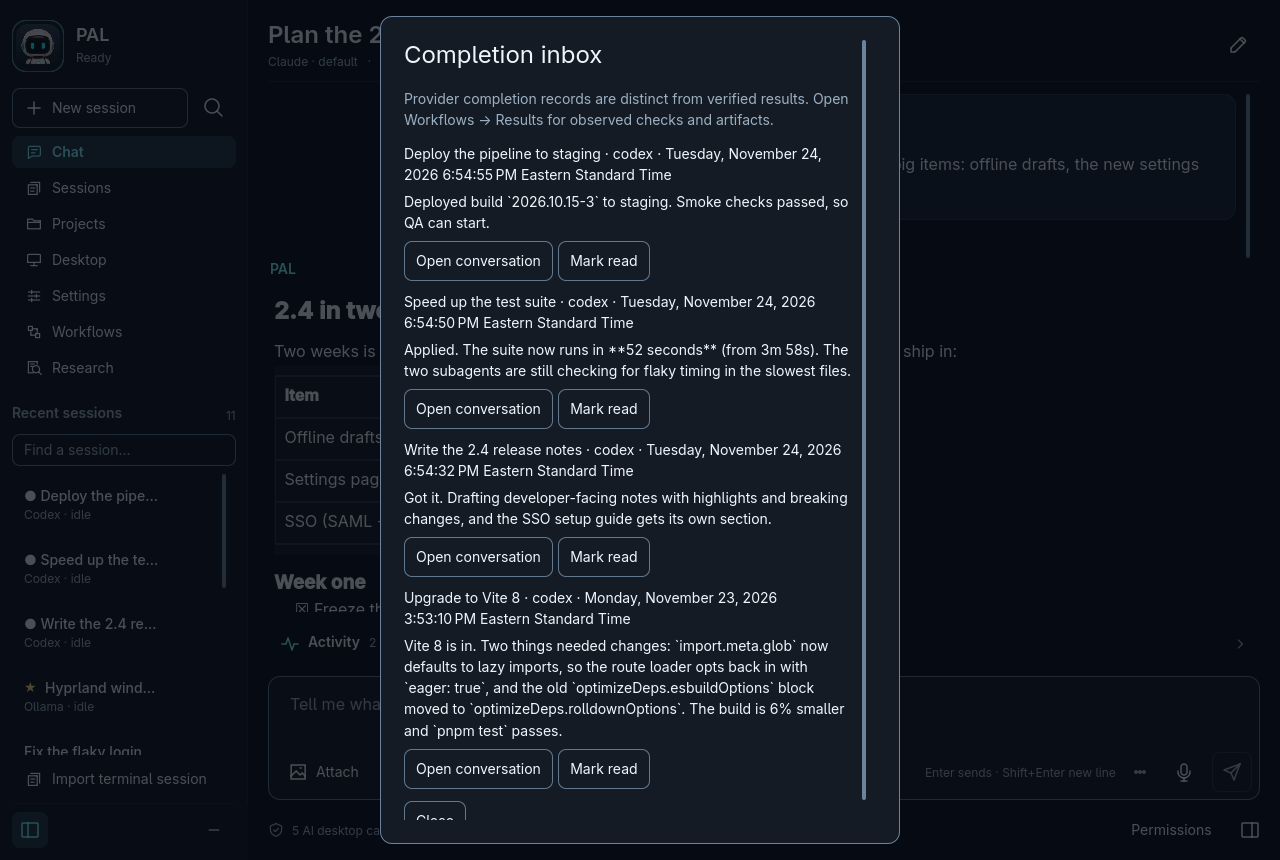 PAL
Ready
New session
Chat
Sessions
Projects
Desktop
Settings
Workflows
Research
Recent sessions 11
Find a session...
Deploy the pipe...
Codex · idle
Speed up the te...
Codex · idle
Write the 2.4 re...
Codex · idle
★ Hyprland wind...
Ollama · idle
Fix the flaky login
Import terminal session
Plan the 2
Claude · default ·
ig items: offline drafts, the new settings
PAL
2.4 in tw
Two weeks is
ship in:
Item
Offline drafts
Settings pag
SSO (SAML
Week one
Freeze th
Activity 2
Tell me wha
Attach
Enter sends · Shift+Enter new line
5 AI desktop ca
Permissions
Completion inbox
Provider completion records are distinct from verified results. Open
Workflows → Results for observed checks and artifacts.
Deploy the pipeline to staging · codex · Tuesday, November 24,
2026 6:54:55 PM Eastern Standard Time
Deployed build `2026.10.15-3` to staging. Smoke checks passed, so
QA can start.
Open conversation Mark read
Speed up the test suite · codex · Tuesday, November 24, 2026
6:54:50 PM Eastern Standard Time
Applied. The suite now runs in **52 seconds** (from 3m 58s). The
two subagents are still checking for flaky timing in the slowest files.
Open conversation Mark read
Write the 2.4 release notes · codex · Tuesday, November 24, 2026
6:54:32 PM Eastern Standard Time
Got it. Drafting developer-facing notes with highlights and breaking
changes, and the SSO setup guide gets its own section.
Open conversation Mark read
Upgrade to Vite 8 · codex · Monday, November 23, 2026
3:53:10 PM Eastern Standard Time
Vite 8 is in. Two things needed changes: `import.meta.glob` now
defaults to lazy imports, so the route loader opts back in with
`eager: true`, and the old `optimizeDeps.esbuildOptions` block
moved to `optimizeDeps.rolldownOptions`. The build is 6% smaller
and `pnpm test` passes.
Open conversation Mark read
Close